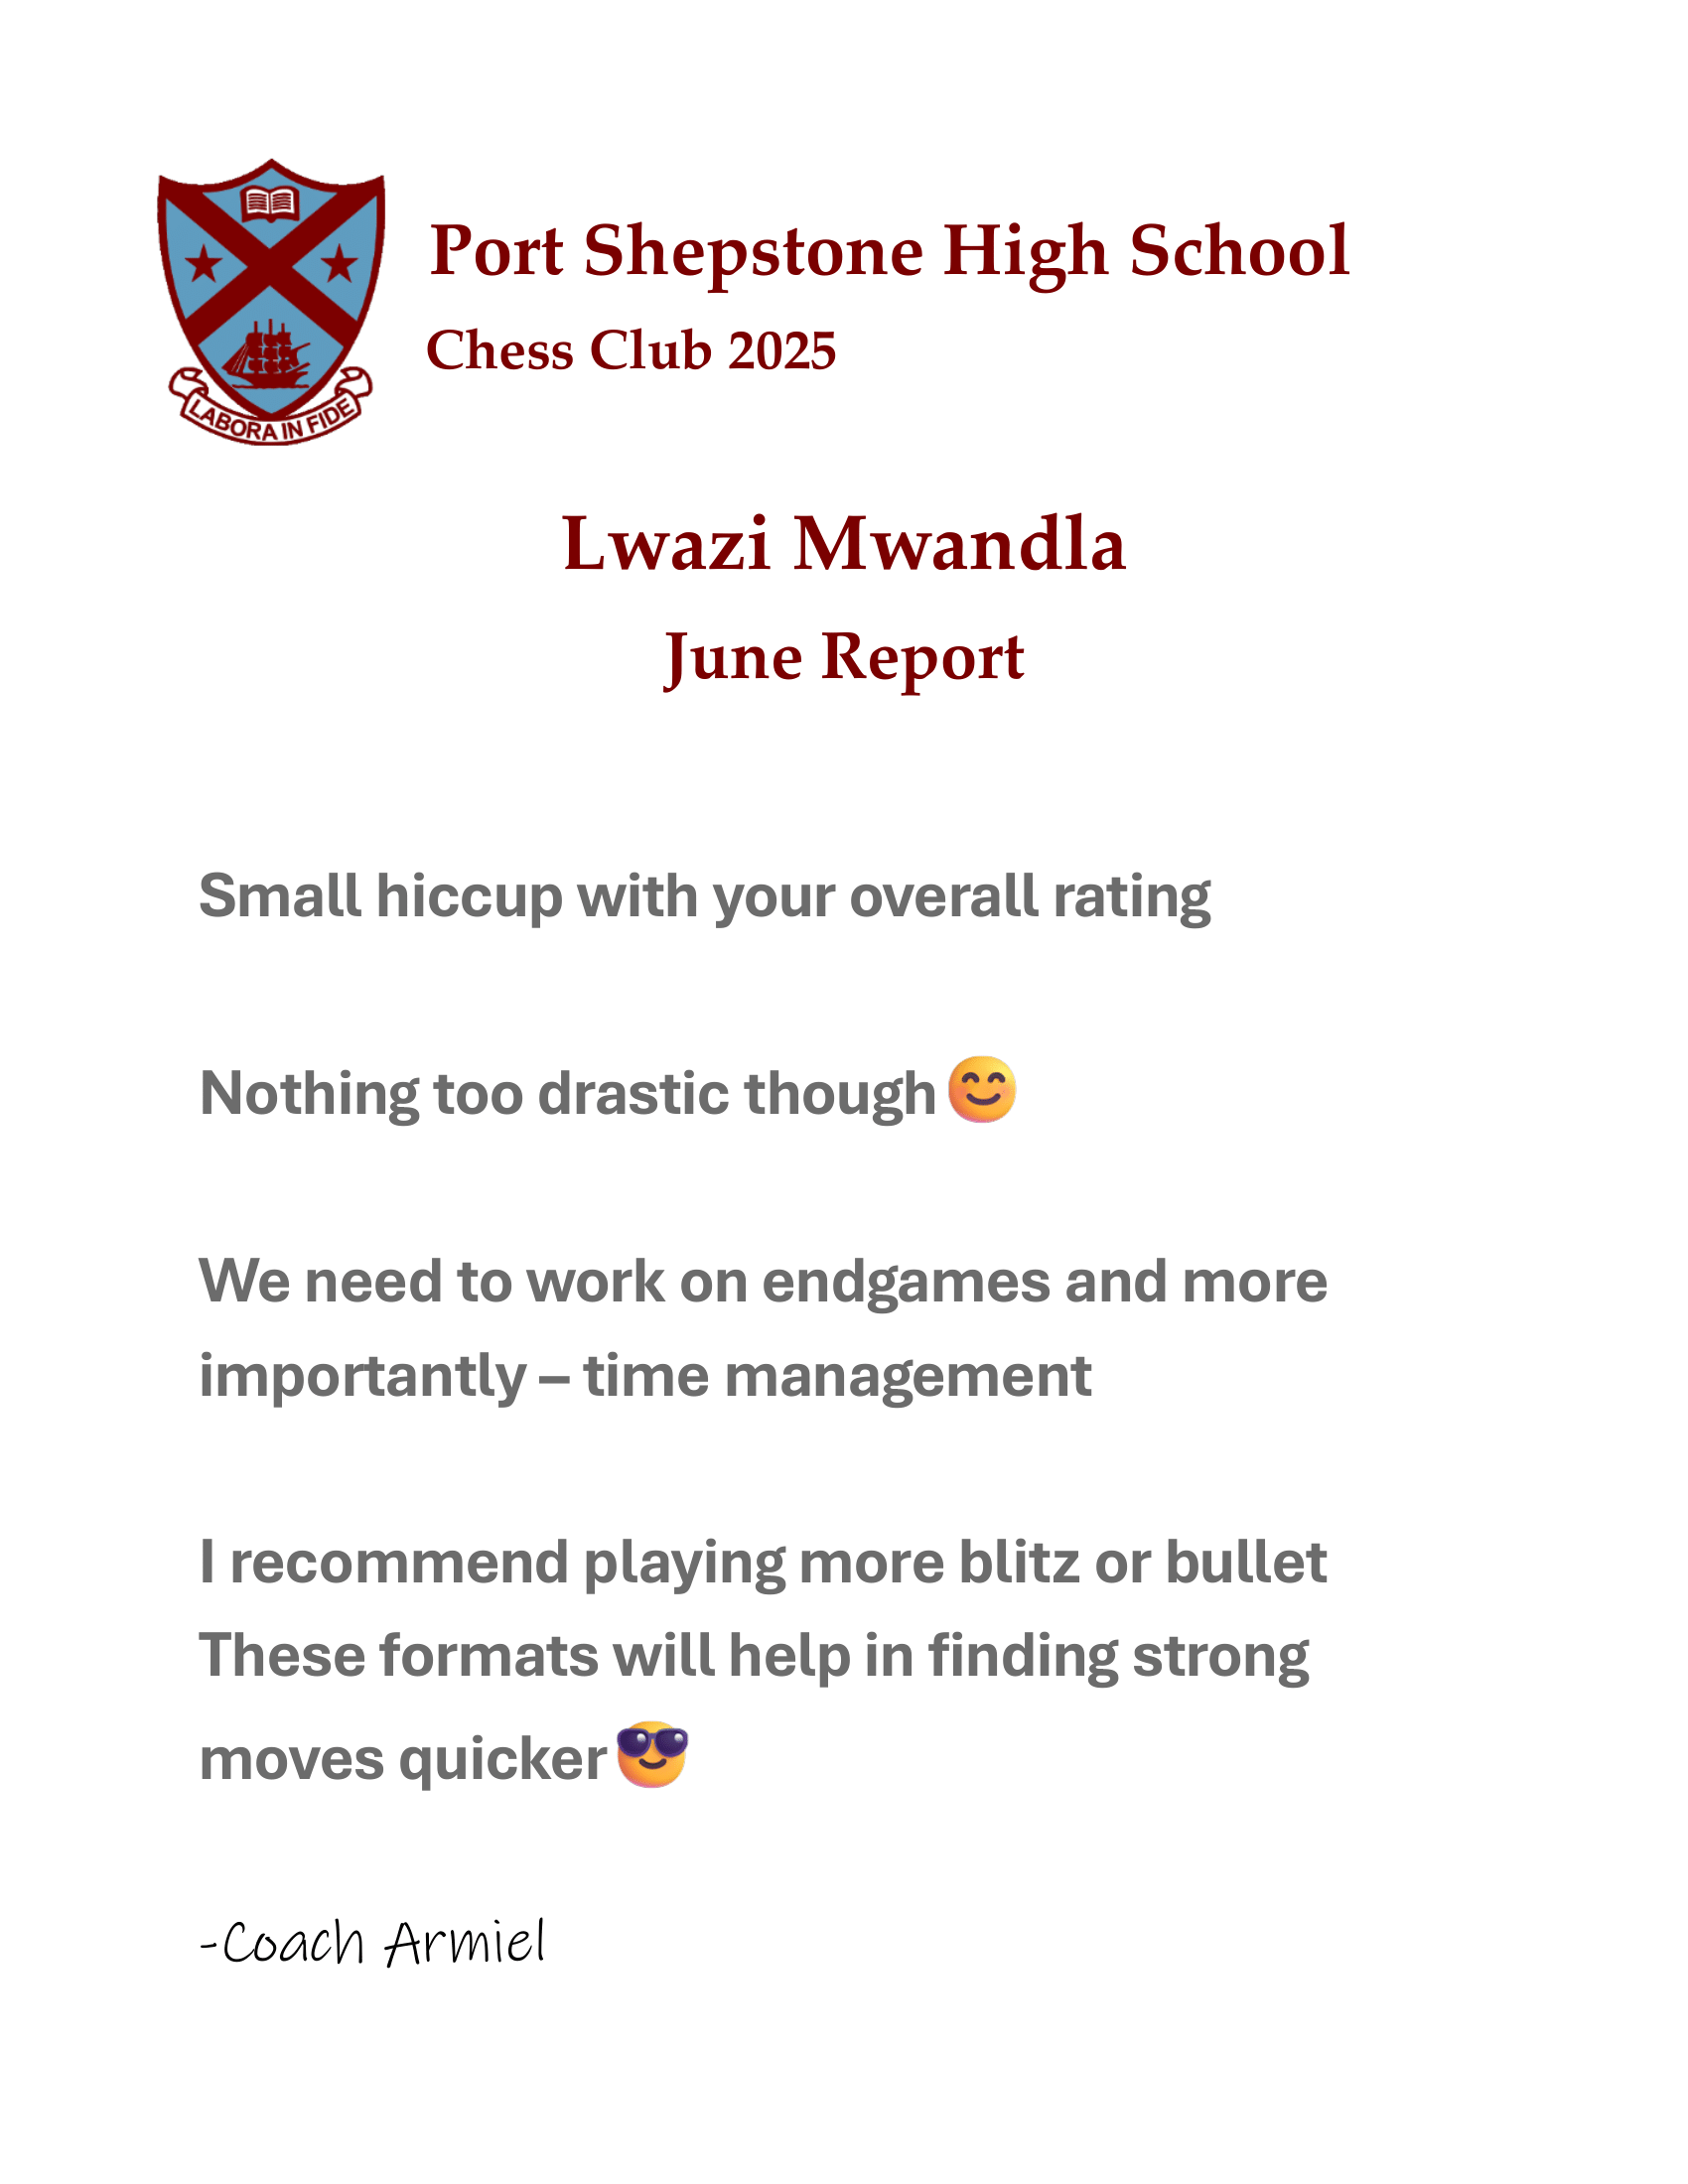 LABORA IN FIDE
Port Shepstone High School
Chess Club 2025
Lwazi Mwandla
June Report
Small hiccup with your overall rating
Nothing too drastic though😊
We need to work on endgames and more
importantly – time management
I recommend playing more blitz or bullet
These formats will help in finding strong
moves quicker😎
-Coach Armiel